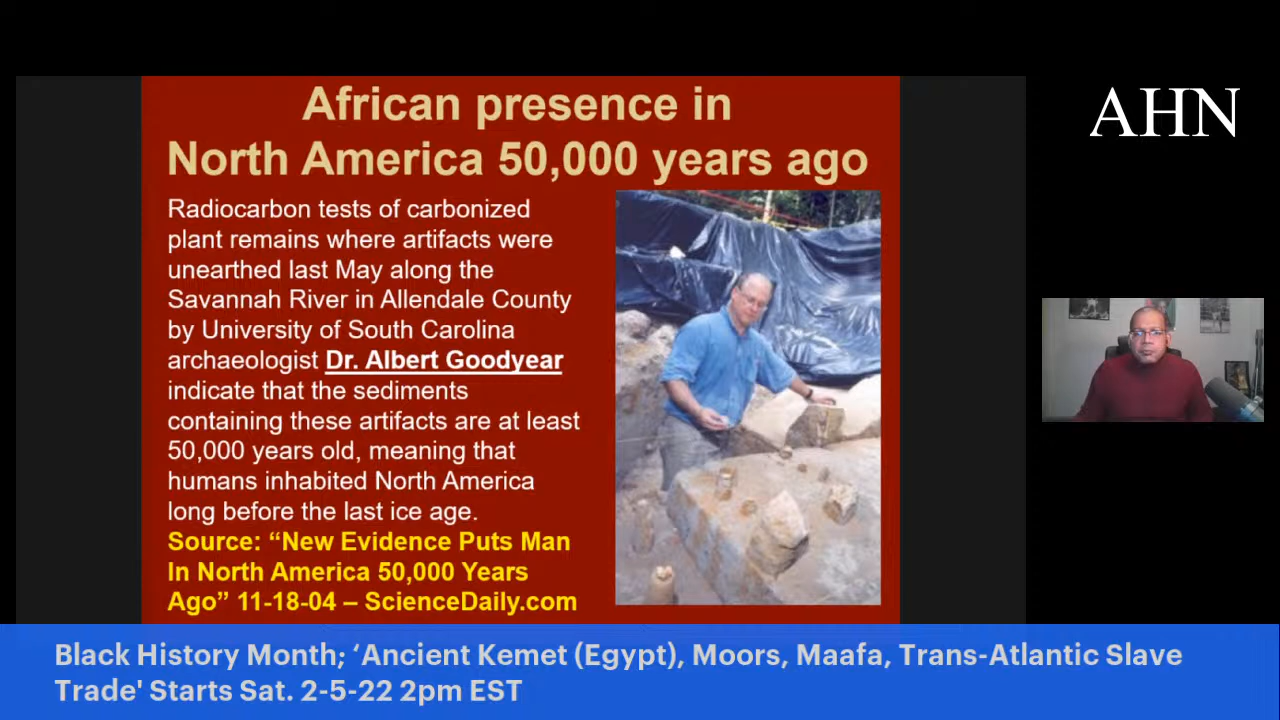 African presence in
North America 50,000 years ago
Radiocarbon tests of carbonized
plant remains where artifacts were
unearthed last May along the
Savannah River in Allendale County
by University of South Carolina
archaeologist Dr. Albert Goodyear
indicate that the sediments
containing these artifacts are at least
50,000 years old, meaning that
humans inhabited North America
long before the last ice age.
Source: “New Evidence Puts Man
In North America 50,000 Years
Ago” 11-18-04 – ScienceDaily.com
AHN
Black History Month; ‘Ancient Kemet (Egypt), Moors, Maafa, Trans-Atlantic Slave
Trade' Starts Sat. 2-5-22 2pm EST